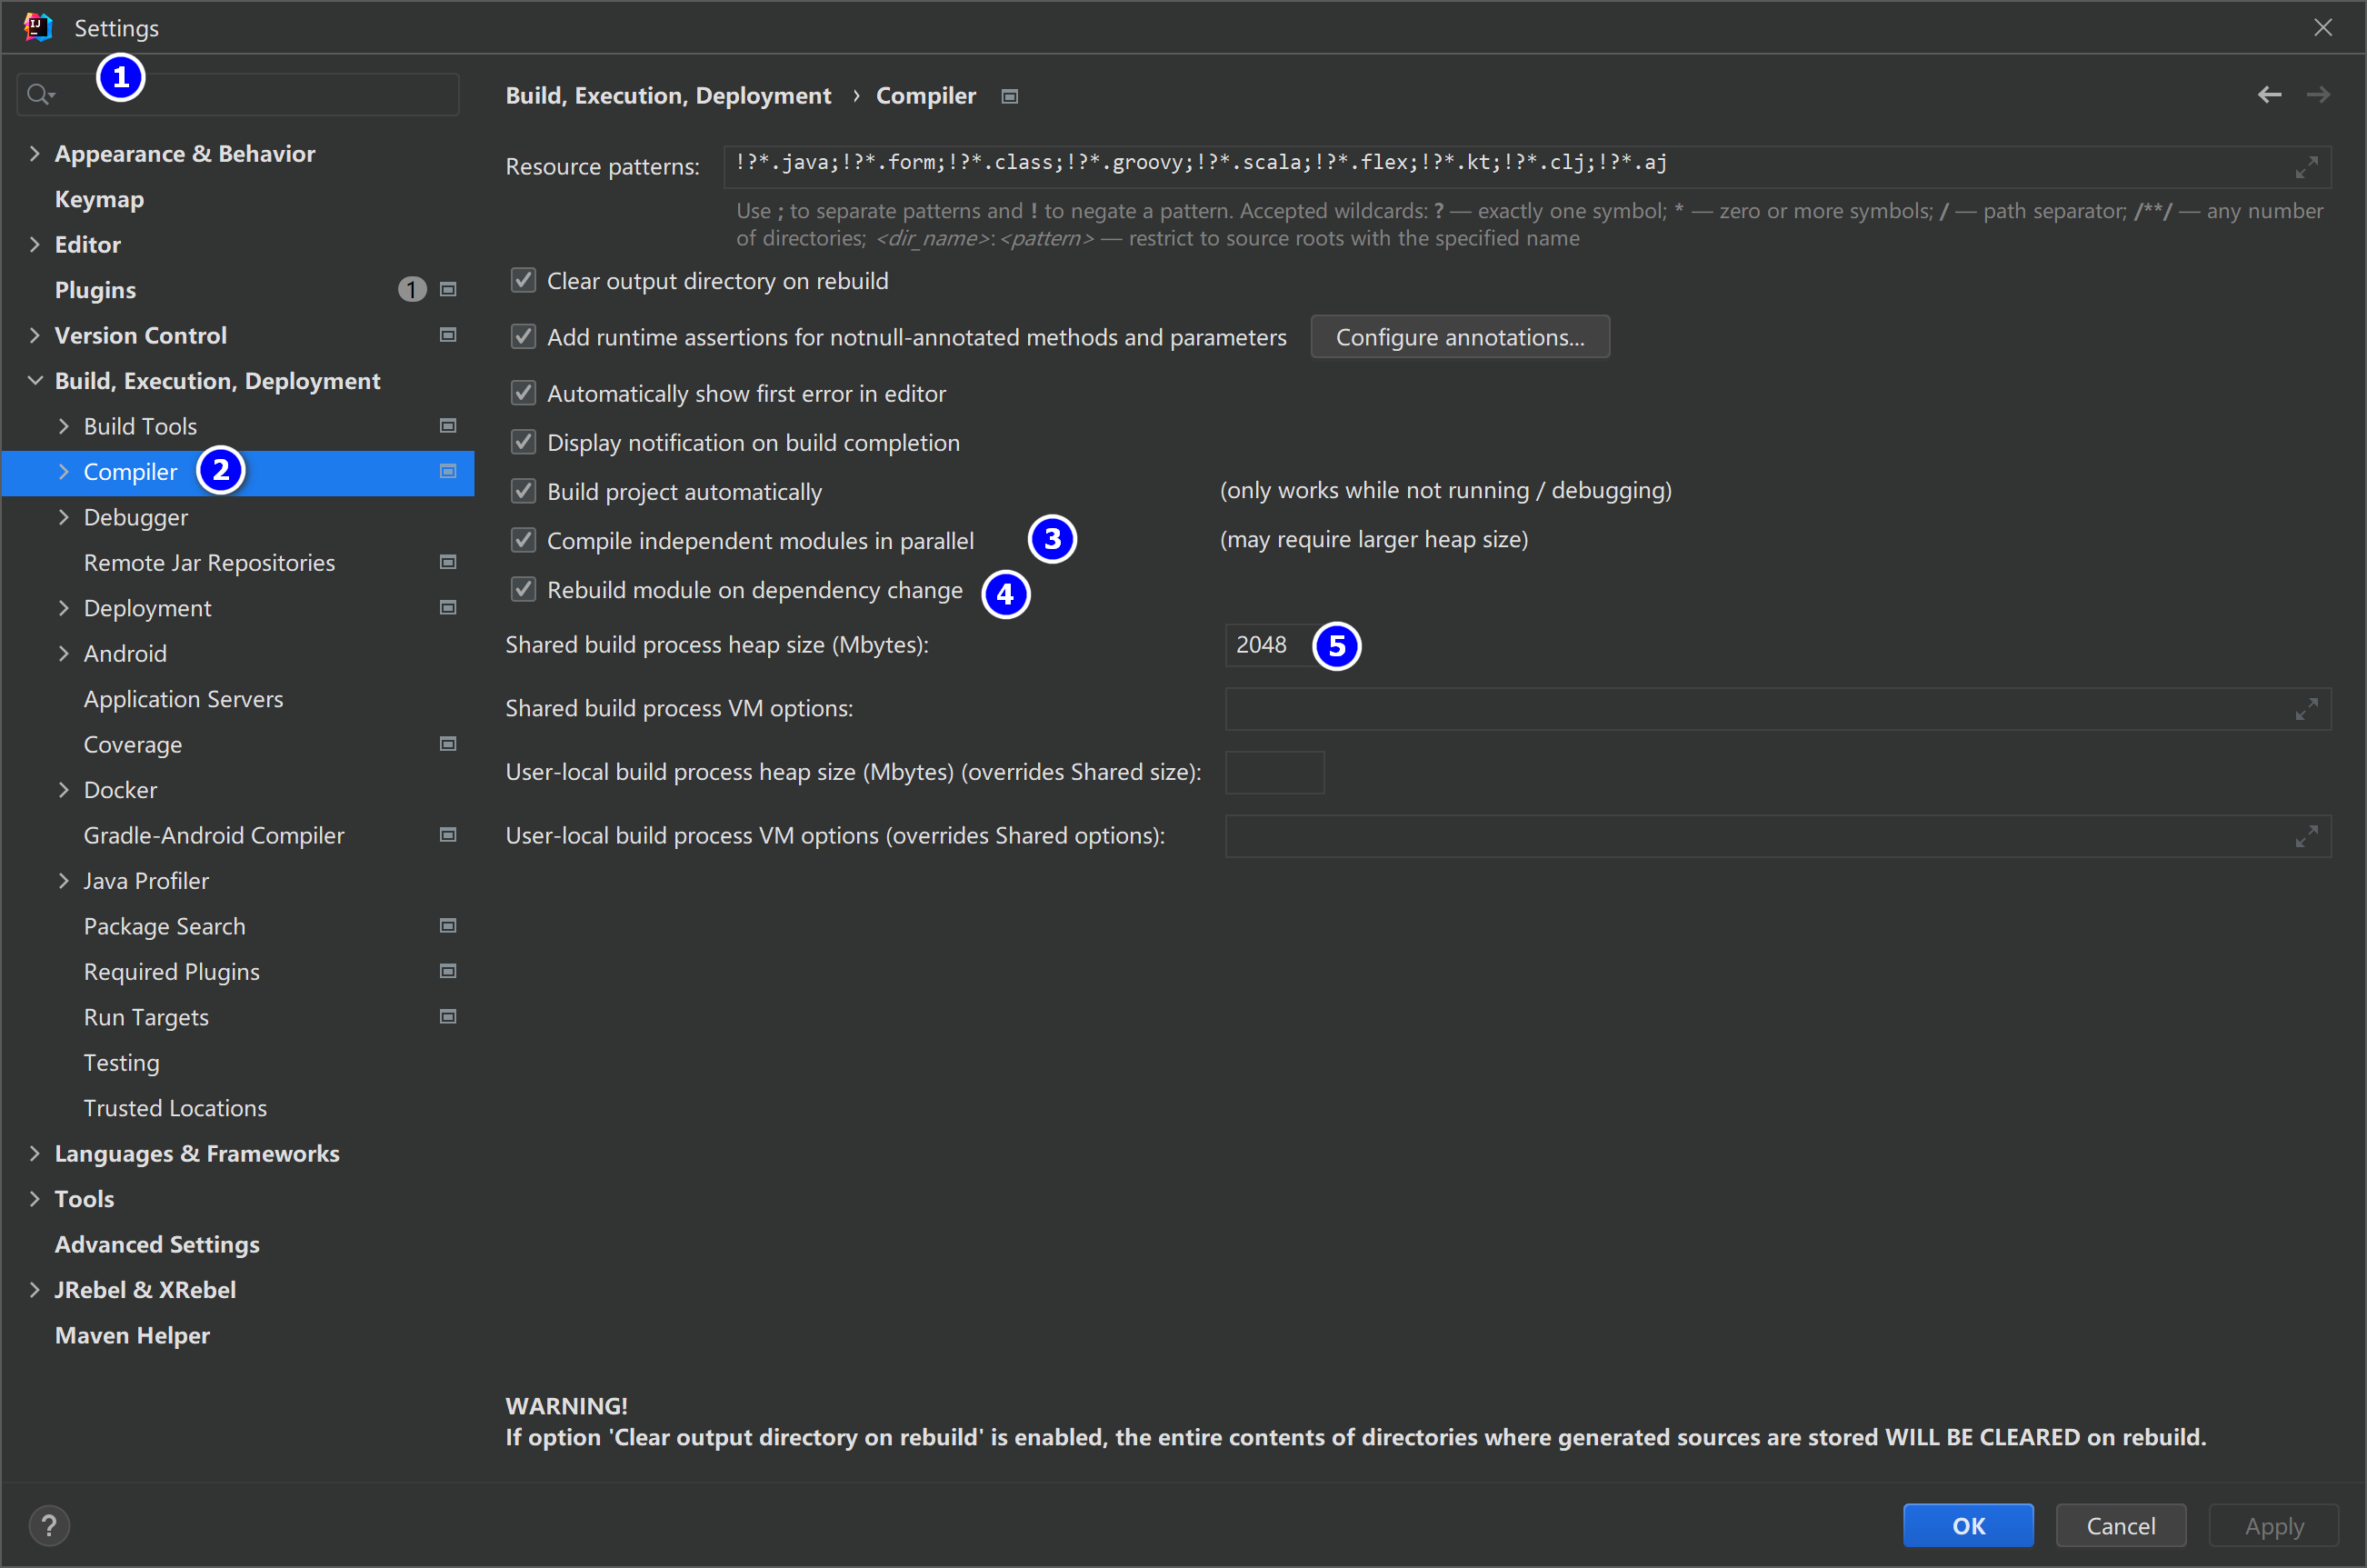 Settings
1
Appearance & Behavior
Keymap
Editor
Plugins 1
Version Control
Build, Execution, Deployment
Build Tools
Compiler 2
Debugger
Remote Jar Repositories
Deployment
Android
Application Servers
Coverage
Docker
Gradle-Android Compiler
Java Profiler
Package Search
Required Plugins
Run Targets
Testing
Trusted Locations
Languages & Frameworks
Tools
Advanced Settings
JRebel & XRebel
Maven Helper
Build, Execution, Deployment › Compiler
Resource patterns: !?*.java;!?*.form;!?*.class;!?*.groovy;!?*.scala;!?*.flex;!?*.kt;!?*.clj;!?*.aj
Use ; to separate patterns and ! to negate a pattern. Accepted wildcards: ? — exactly one symbol; * — zero or more symbols; / — path separator; /**/ — any number
of directories; <dir_name>:<pattern> — restrict to source roots with the specified name
Clear output directory on rebuild
Add runtime assertions for notnull-annotated methods and parameters Configure annotations...
Automatically show first error in editor
Display notification on build completion
Build project automatically (only works while not running / debugging)
Compile independent modules in parallel 3 (may require larger heap size)
Rebuild module on dependency change 4
Shared build process heap size (Mbytes): 2048 5
Shared build process VM options:
User-local build process heap size (Mbytes) (overrides Shared size):
User-local build process VM options (overrides Shared options):
WARNING!
If option 'Clear output directory on rebuild' is enabled, the entire contents of directories where generated sources are stored WILL BE CLEARED on rebuild.
? OK Cancel Apply